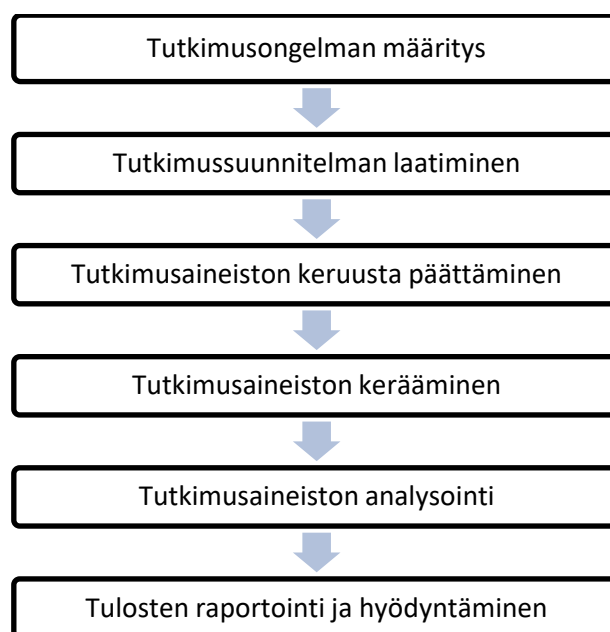 Tutkimusongelman määritys
Tutkimussuunnitelman laatiminen
Tutkimusaineiston keruusta päättäminen
Tutkimusaineiston kerääminen
Tutkimusaineiston analysointi
Tulosten raportointi ja hyödyntäminen